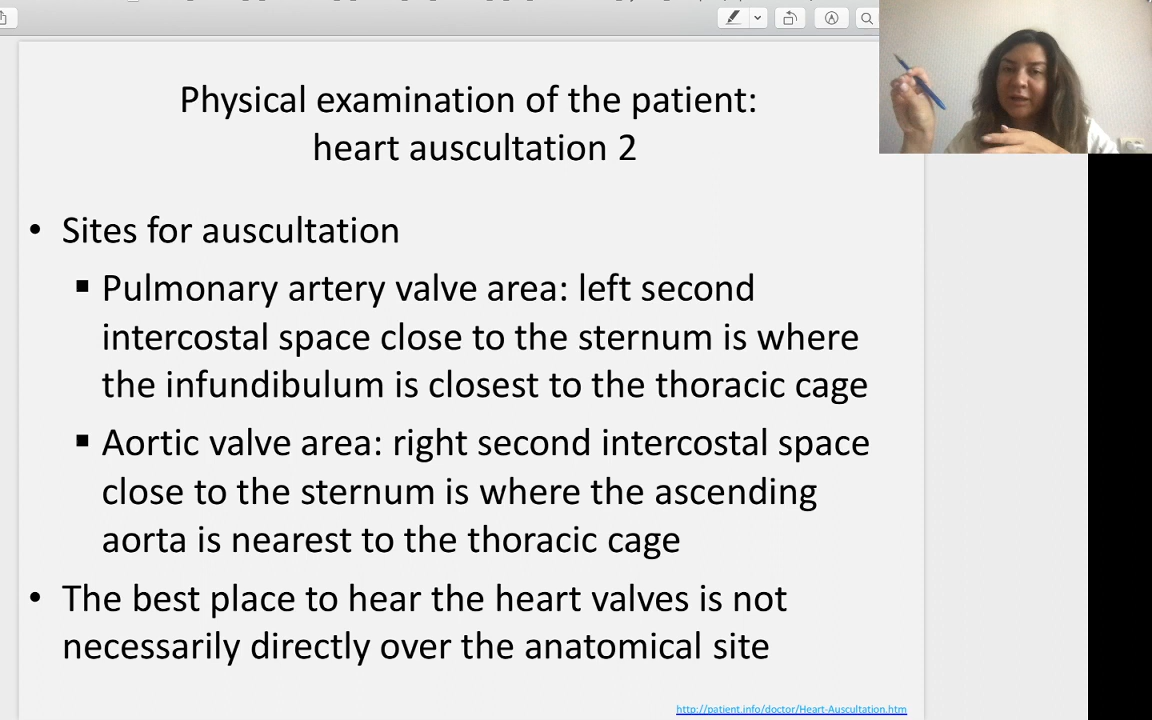 Physical examination of the patient:
heart auscultation 2
• Sites for auscultation
▪ Pulmonary artery valve area: left second
intercostal space close to the sternum is where
the infundibulum is closest to the thoracic cage
▪ Aortic valve area: right second intercostal space
close to the sternum is where the ascending
aorta is nearest to the thoracic cage
• The best place to hear the heart valves is not
necessarily directly over the anatomical site
http://patient.info/doctor/Heart-Auscultation.htm